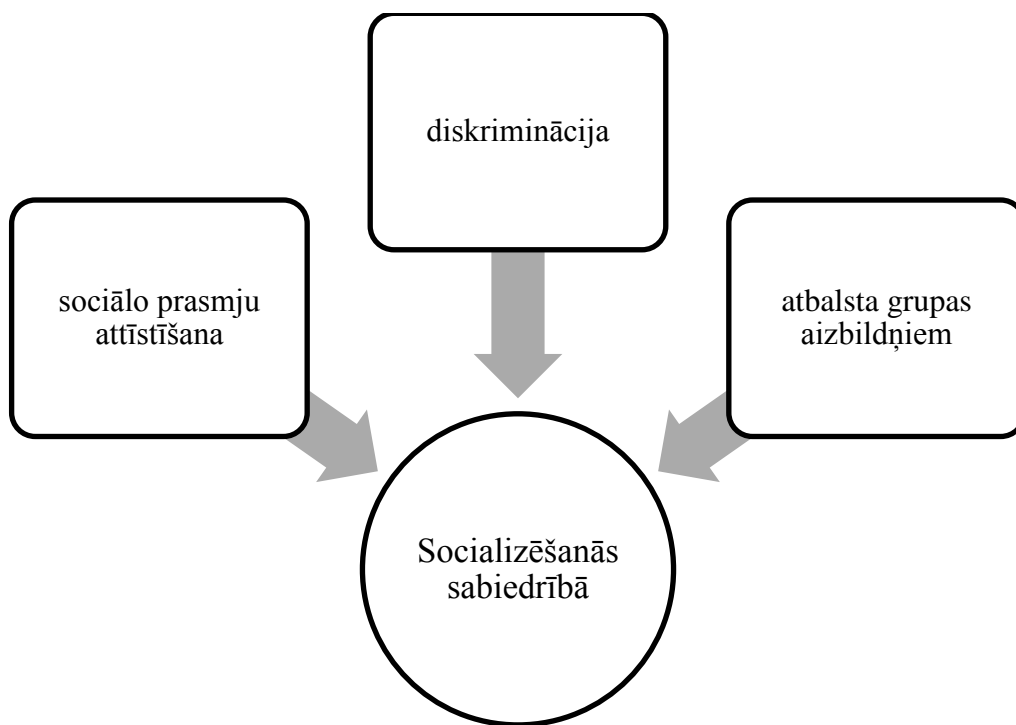 diskriminācija
sociālo prasmju
attīstīšana
atbalsta grupas
aizbildņiem
Socializēšanās
sabiedrībā